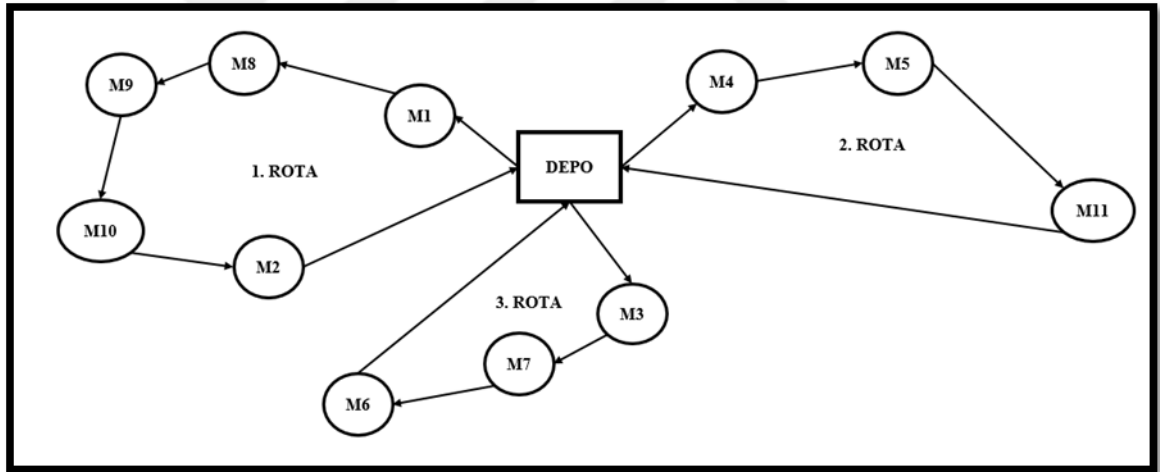 M8
M9
M1
1. ROTA
M10
M2
DEPO
M4
M5
2. ROTA
M11
3. ROTA
M3
M7
M6